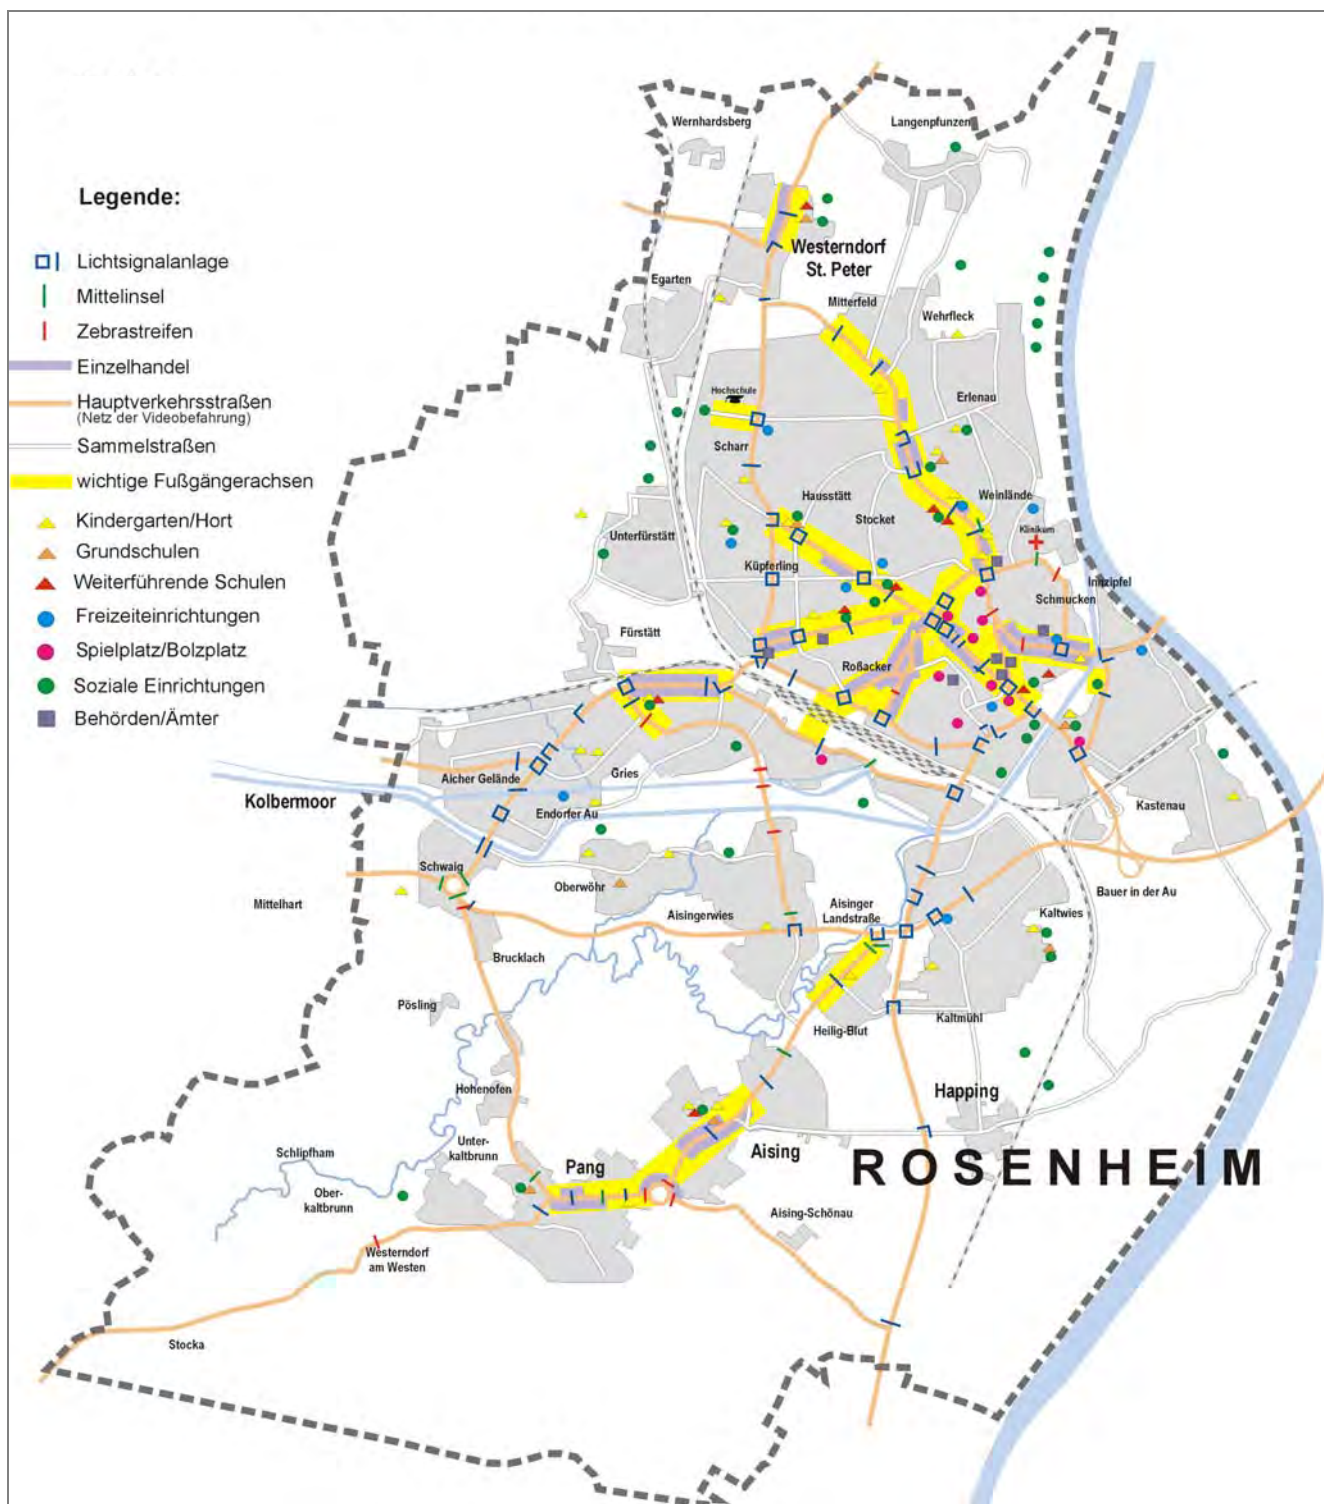 Wernhardsberg
Langenpfunzen
Legende:
Lichtsignalanlage
Mittelinsel
Zebrastreifen
Einzelhandel
Hauptverkehrsstraßen
(Netz der Videobefahrung)
Sammelstraßen
wichtige Fußgängerachsen
Kindergarten/Hort
Grundschulen
Weiterführende Schulen
Freizeiteinrichtungen
Spielplatz/Bolzplatz
Soziale Einrichtungen
Behörden/Ämter
Westerndorf
St. Peter
Egarten
Mitterfeld
Wehrfleck
Hochschule
Erlenau
Scharr
Hausstätt
Weinlände
Stocket
Klinikum
Unterfürstätt
Küpferling
Innzipfel
Schmucken
Fürstätt
Roßacker
Aicher Gelände
Gries
Kolbermoor
Endorfer Au
Kastenau
Schwaig
Oberwöhr
Bauer in der Au
Mittelhart
Aisingerwies
Aisinger
Landstraße
Kaltwies
Brucklach
Pösling
Heilig-Blut
Kaltmühl
Hohenofen
Happing
Unter-
kaltbrunn
Schlipfham
Pang
Aising
ROSENHEIM
Ober-
kaltbrunn
Aising-Schönau
Westerndorf
am Westen
Stocka